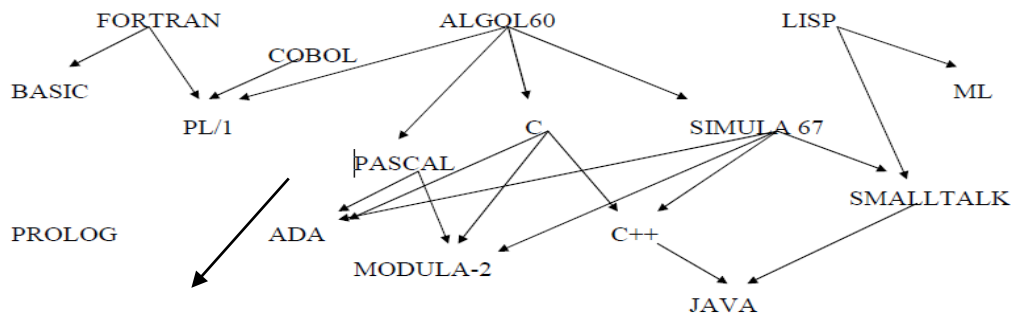 FORTRAN ALGOL60 LISP
COBOL
BASIC ML
PL/1 C SIMULA 67
PASCAL
SMALLTALK
PROLOG ADA C++
MODULA-2
JAVA